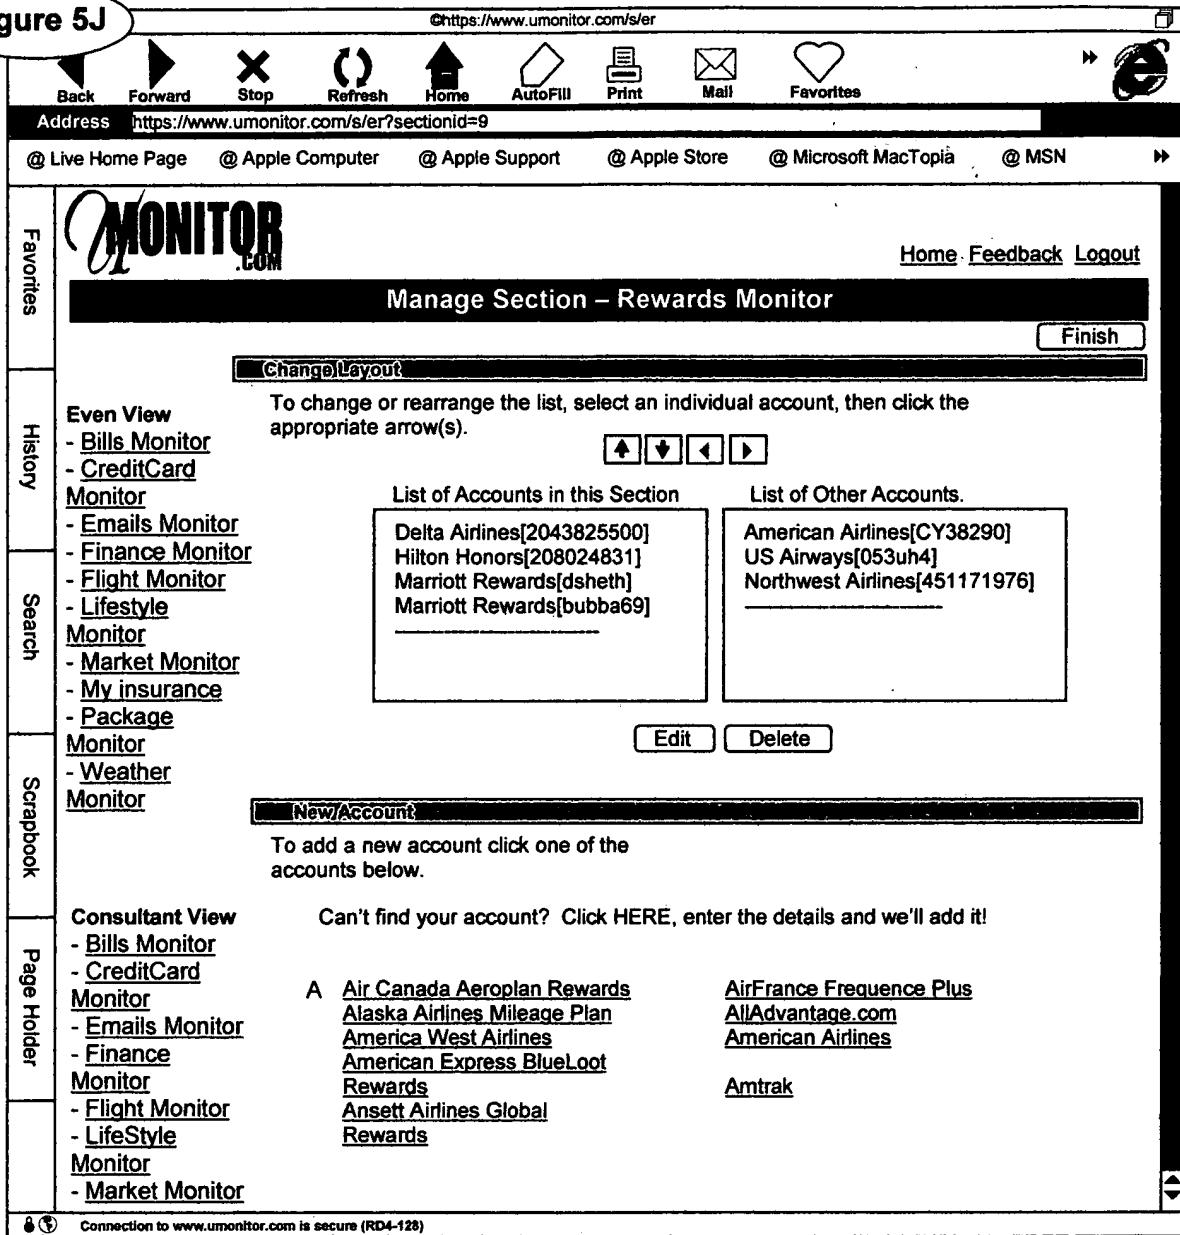 gure 5J
https://www.umonitor.com/s/er
Back Forward Stop Refresh Home AutoFill Print Mail Favorites
Address https://www.umonitor.com/s/er?sectionid=9
@ Live Home Page @ Apple Computer @ Apple Support @ Apple Store @ Microsoft MacTopia @ MSN
Favorites
History
Search
Scrapbook
Page Holder
UMONITOR
.COM
Home Feedback Logout
Manage Section – Rewards Monitor
Finish
Change Layout
To change or rearrange the list, select an individual account, then click the
appropriate arrow(s).
List of Accounts in this Section
Delta Airlines[2043825500]
Hilton Honors[208024831]
Marriott Rewards[dsheth]
Marriott Rewards[bubba69]
List of Other Accounts.
American Airlines[CY38290]
US Airways[053uh4]
Northwest Airlines[451171976]
Edit Delete
Even View
- Bills Monitor
- CreditCard
Monitor
- Emails Monitor
- Finance Monitor
- Flight Monitor
- Lifestyle
Monitor
- Market Monitor
- My insurance
- Package
Monitor
- Weather
Monitor
New Account
To add a new account click one of the
accounts below.
Can't find your account? Click HERE, enter the details and we'll add it!
A Air Canada Aeroplan Rewards
Alaska Airlines Mileage Plan
America West Airlines
American Express BlueLoot
Rewards
Ansett Airlines Global
Rewards
AirFrance Frequence Plus
AllAdvantage.com
American Airlines
Amtrak
Consultant View
- Bills Monitor
- CreditCard
Monitor
- Emails Monitor
- Finance
Monitor
- Flight Monitor
- LifeStyle
Monitor
- Market Monitor
Connection to www.umonitor.com is secure (RD4-128)